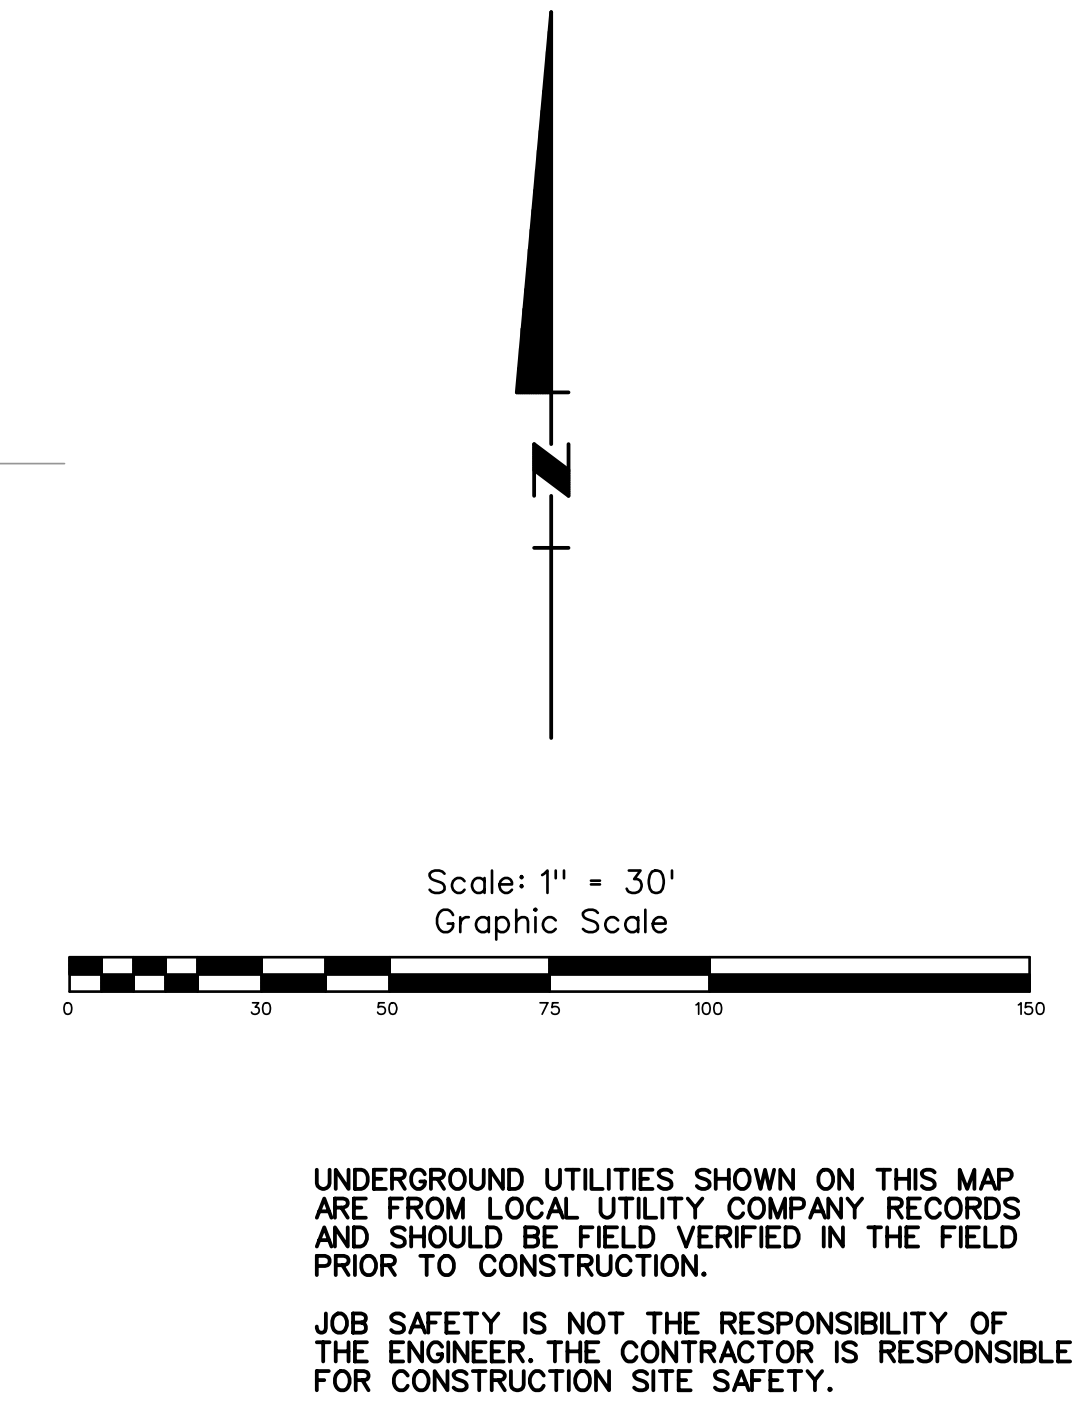 N
Scale: 1" = 30'
Graphic Scale
0 30 50 75 100 150
UNDERGROUND UTILITIES SHOWN ON THIS MAP
ARE FROM LOCAL UTILITY COMPANY RECORDS
AND SHOULD BE FIELD VERIFIED IN THE FIELD
PRIOR TO CONSTRUCTION.
JOB SAFETY IS NOT THE RESPONSIBILITY OF
THE ENGINEER. THE CONTRACTOR IS RESPONSIBLE
FOR CONSTRUCTION SITE SAFETY.